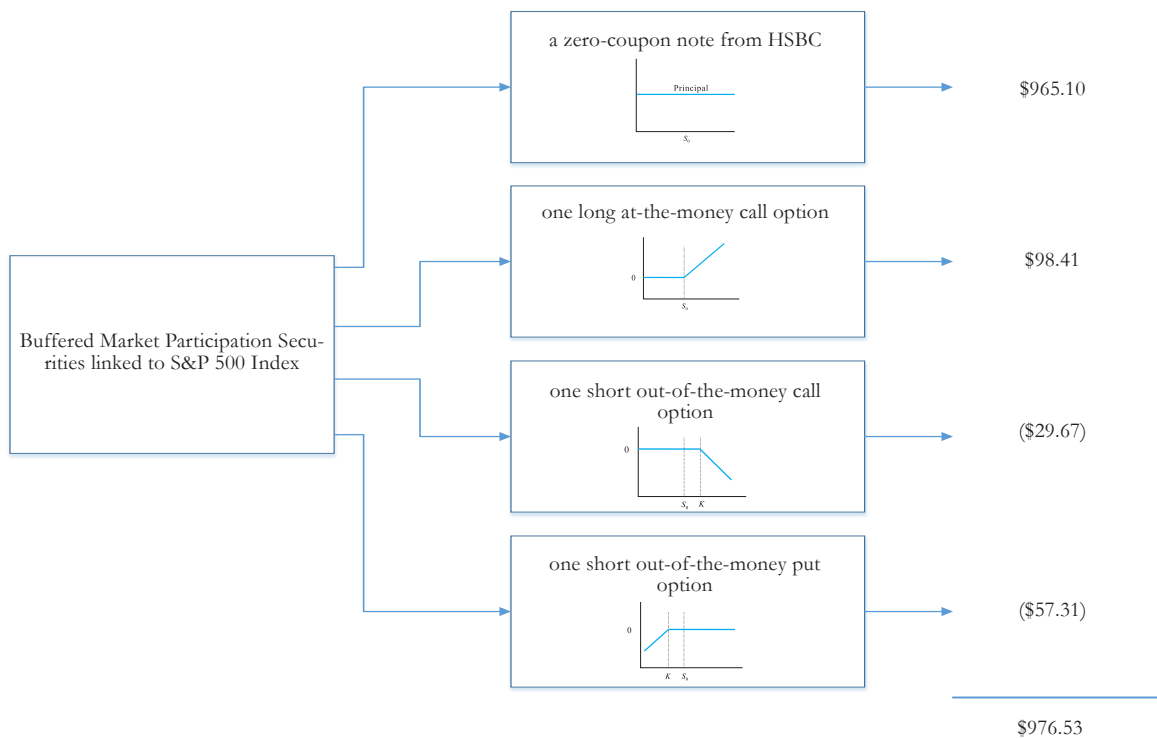 a zero-coupon note from HSBC
Principal
S0
$965.10
one long at-the-money call option
0
S0
$98.41
Buffered Market Participation Secu-
rities linked to S&P 500 Index
one short out-of-the-money call
option
0
S0 K
($29.67)
one short out-of-the-money put
option
0
K S0
($57.31)
$976.53